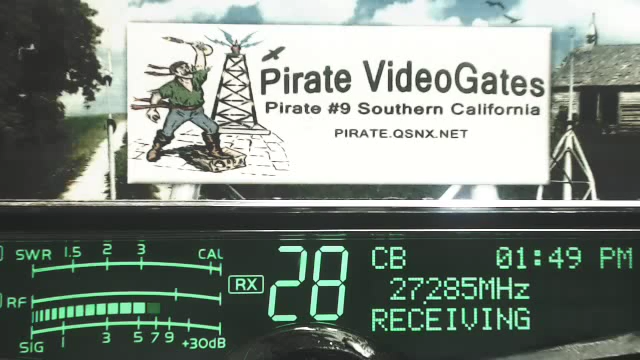 Pirate VideoGates
Pirate #9 Southern California
PIRATE.QSNX.NET
SWR 1.5 2 3 CAL
RX
28
CB 01:49 PM
27285MHz
RECEIVING
RF
SIG 1 3 5 7 9 +30dB